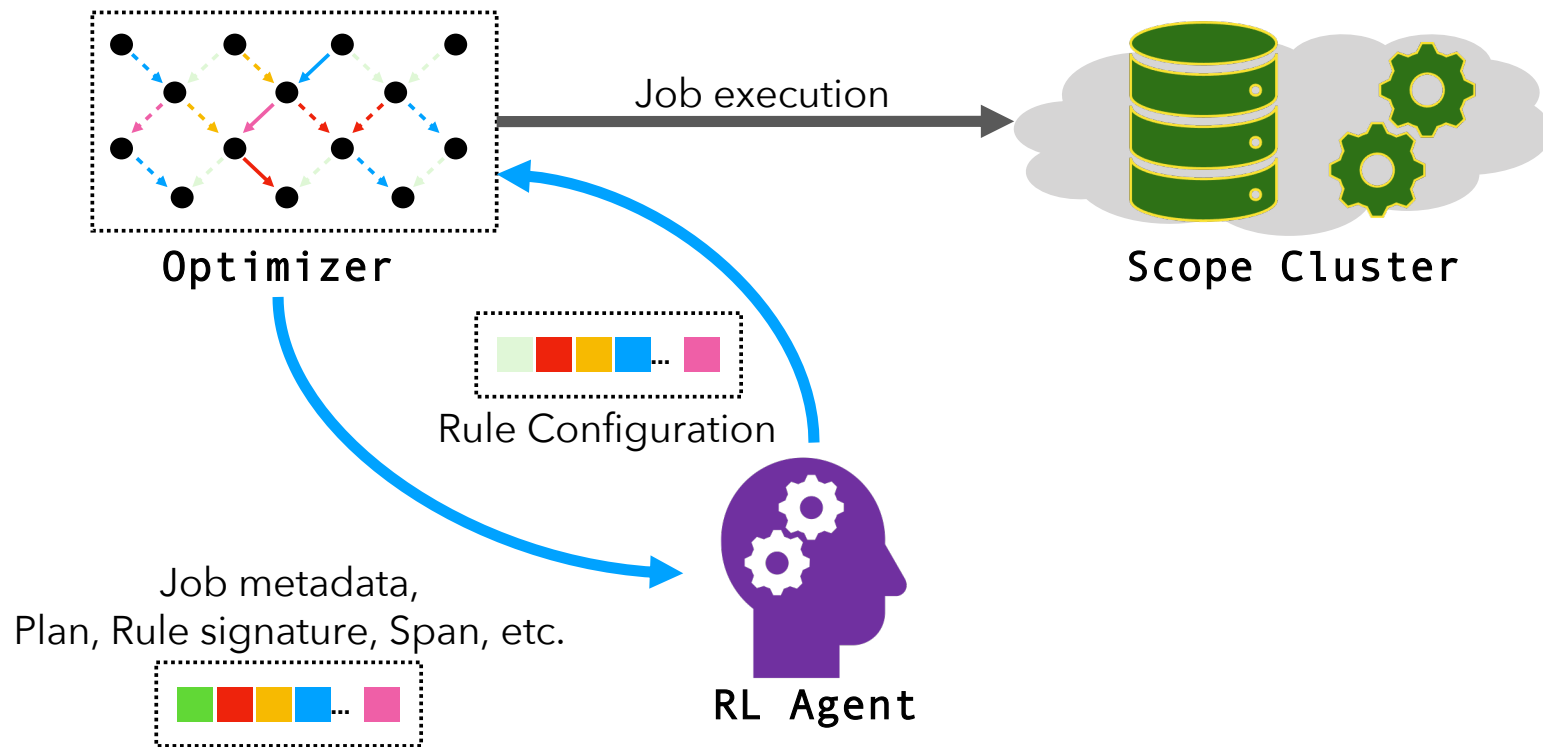 Job execution
Optimizer
Scope Cluster
...
Rule Configuration
Job metadata,
Plan, Rule signature, Span, etc.
...
RL Agent